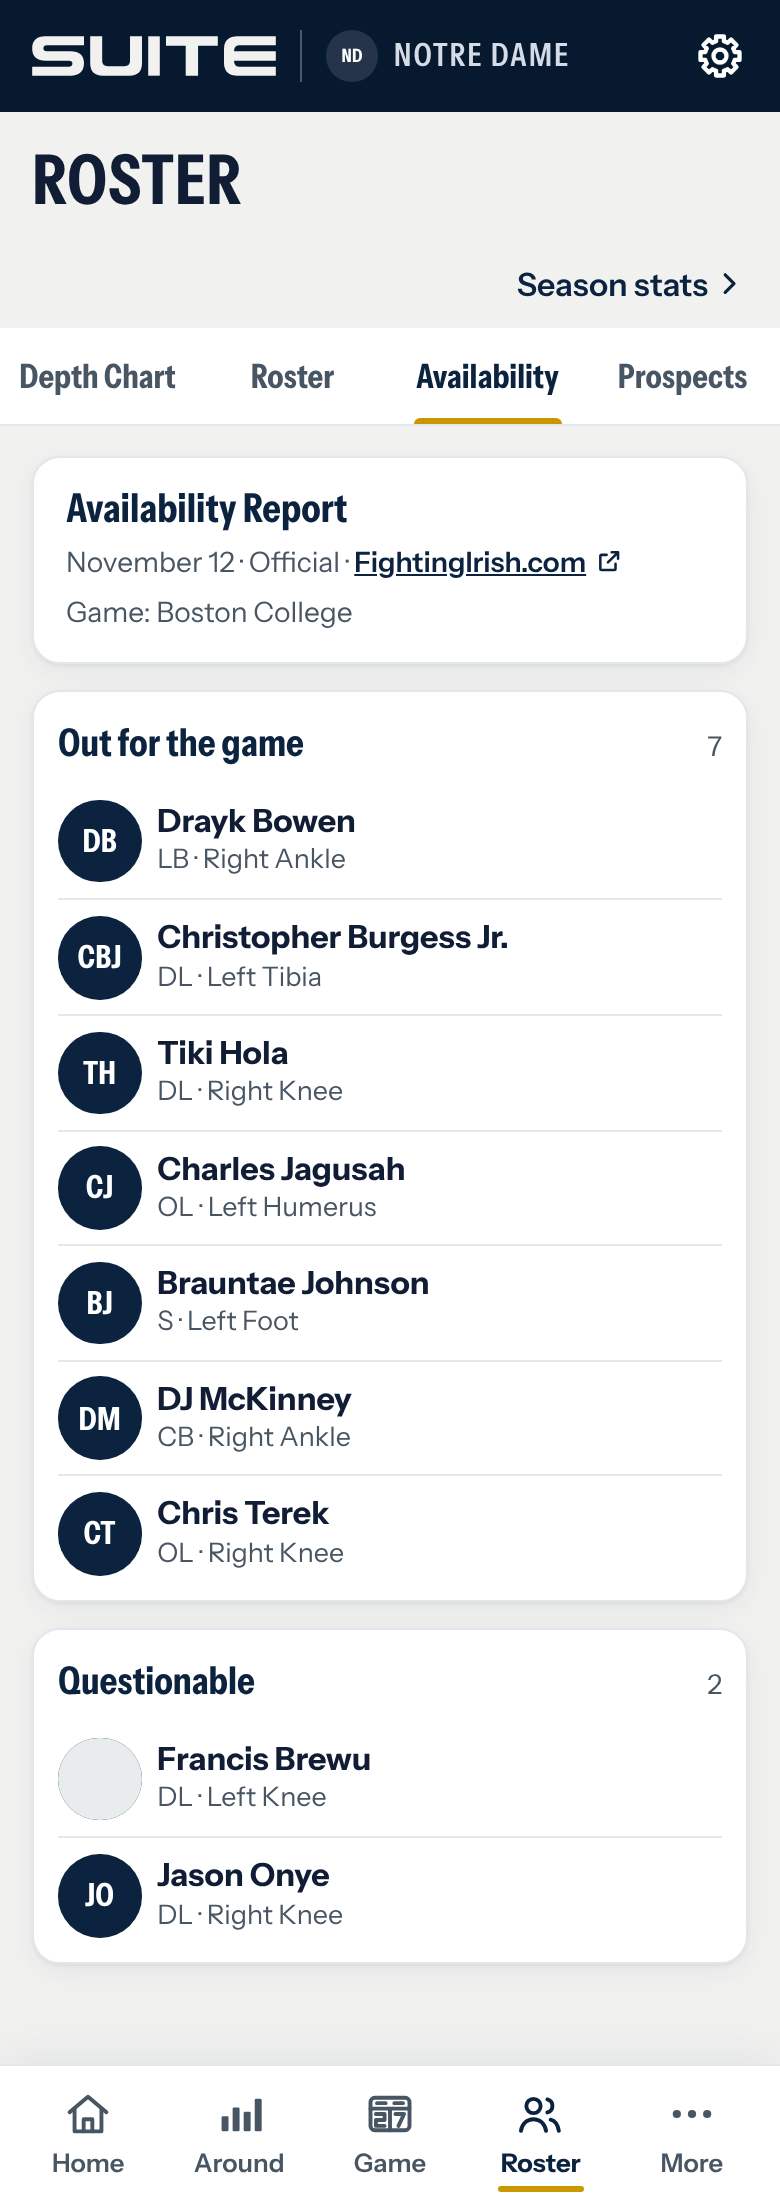 SUITE
ND
NOTRE DAME
ROSTER
Season stats
Depth Chart
Roster
Availability
Prospects
Availability Report
November 12 · Official · FightingIrish.com
Game: Boston College
Out for the game
7
DB
Drayk Bowen
LB · Right Ankle
CBJ
Christopher Burgess Jr.
DL · Left Tibia
TH
Tiki Hola
DL · Right Knee
CJ
Charles Jagusah
OL · Left Humerus
BJ
Brauntae Johnson
S · Left Foot
DM
DJ McKinney
CB · Right Ankle
CT
Chris Terek
OL · Right Knee
Questionable
2
Francis Brewu
DL · Left Knee
JO
Jason Onye
DL · Right Knee
27
Home
Around
Game
Roster
More